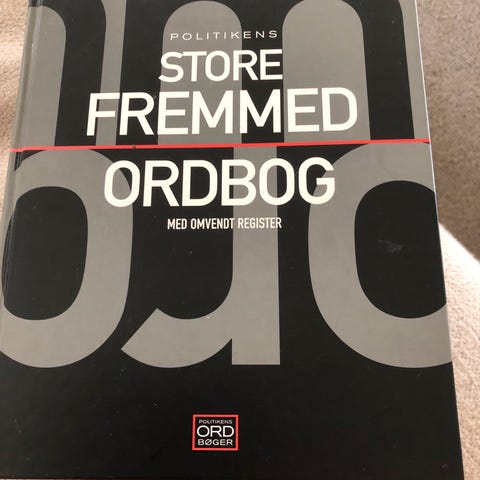 POLITIKENS
STORE
FREMMED
ORDBOG
MED OMVENDT REGISTER
POLITIKENS
ORD
BØGER